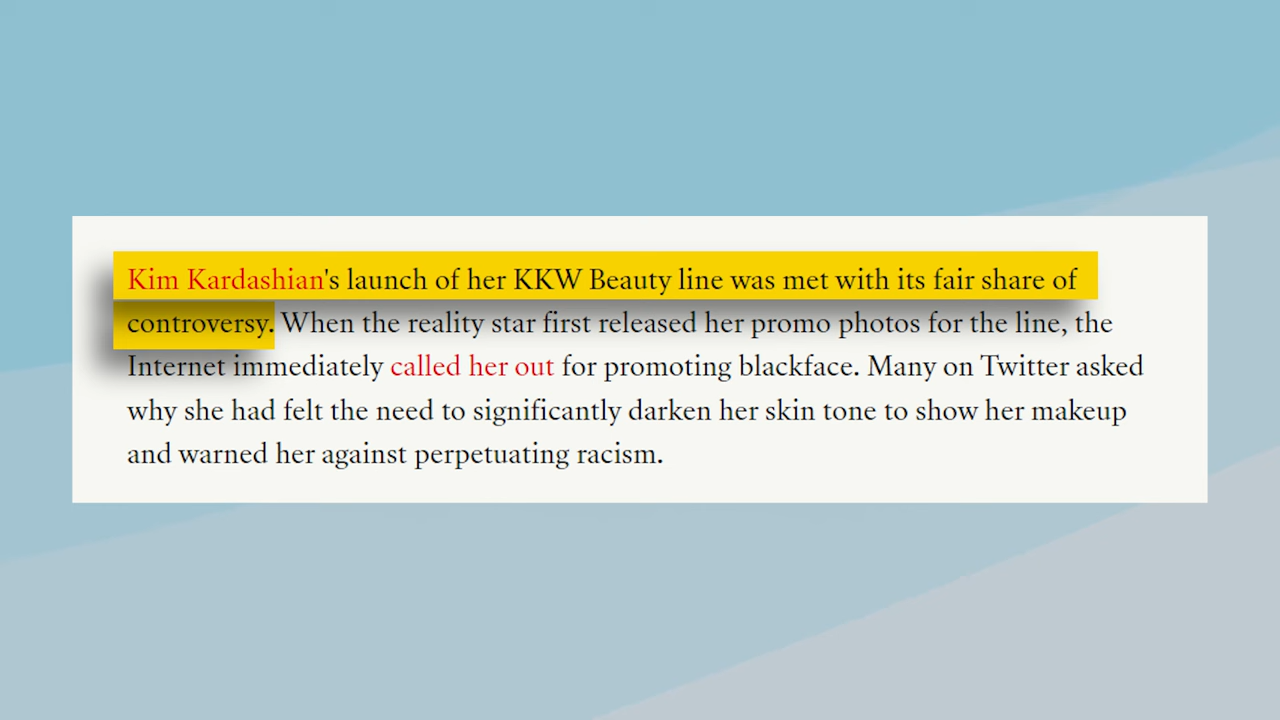 Kim Kardashian's launch of her KKW Beauty line was met with its fair share of
controversy. When the reality star first released her promo photos for the line, the
Internet immediately called her out for promoting blackface. Many on Twitter asked
why she had felt the need to significantly darken her skin tone to show her makeup
and warned her against perpetuating racism.